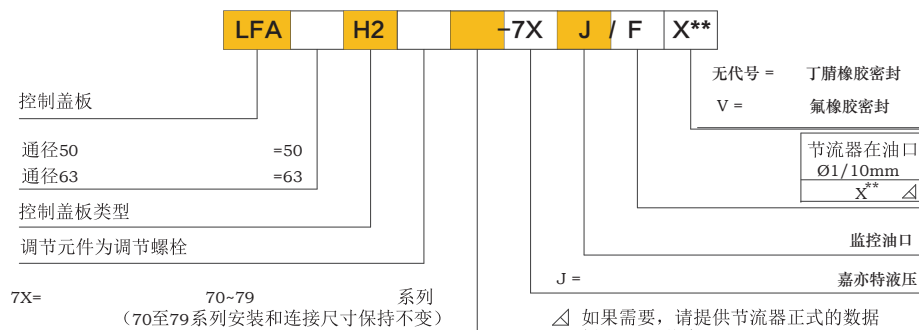 LFA H2 -7X J / F X**
无代号 = 丁腈橡胶密封
控制盖板
V = 氟橡胶密封
通径50 =50
节流器在油口
Ø1/10mm
通径63 =63
X**
控制盖板类型
监控油口
调节元件为调节螺栓
J = 嘉亦特液压
7X= 70~79 系列
(70至79系列安装和连接尺寸保持不变)
如果需要，请提供节流器正式的数据